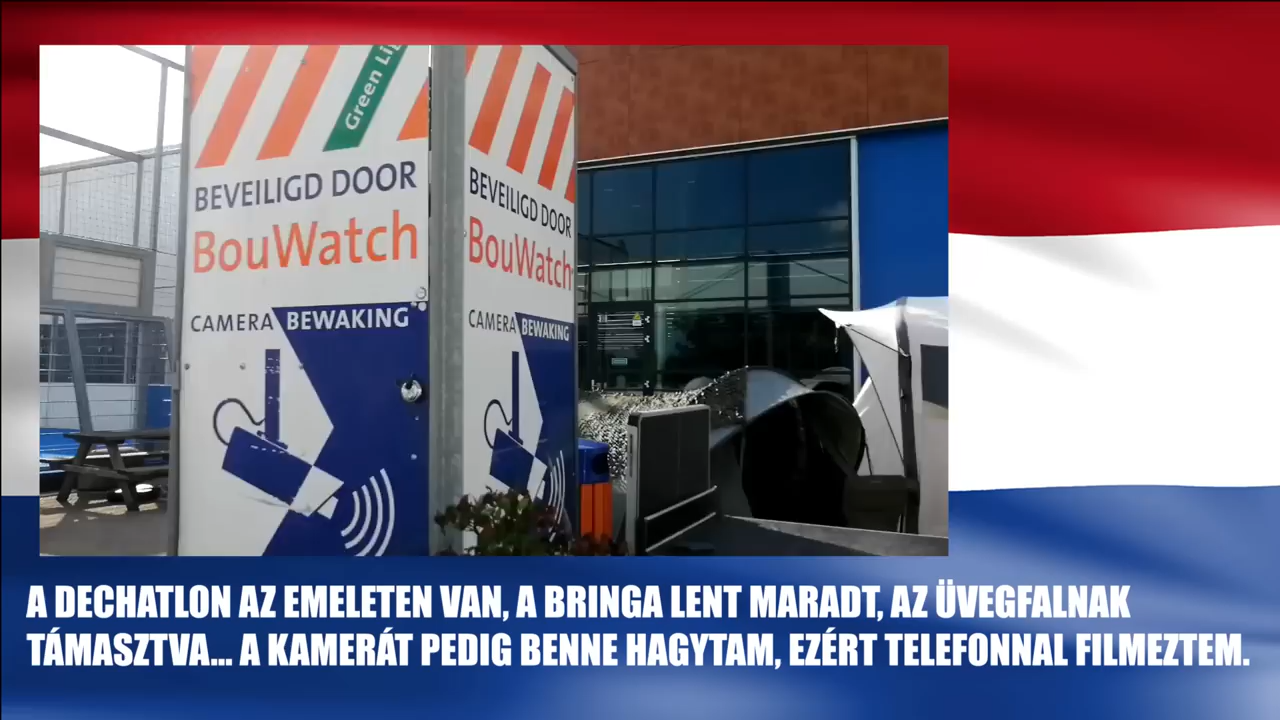 Green Li
BEVEILIGD DOOR
BouWatch
CAMERA BEWAKING
BEVEILIGD DOOR
BouWatch
CAMERA BEWAKING
A DECHATLON AZ EMELETEN VAN, A BRINGA LENT MARADT, AZ ÜVEGFALNAK
TÁMASZTVA... A KAMERÁT PEDIG BENNE HAGYTAM, EZÉRT TELEFONNAL FILMEZTEM.